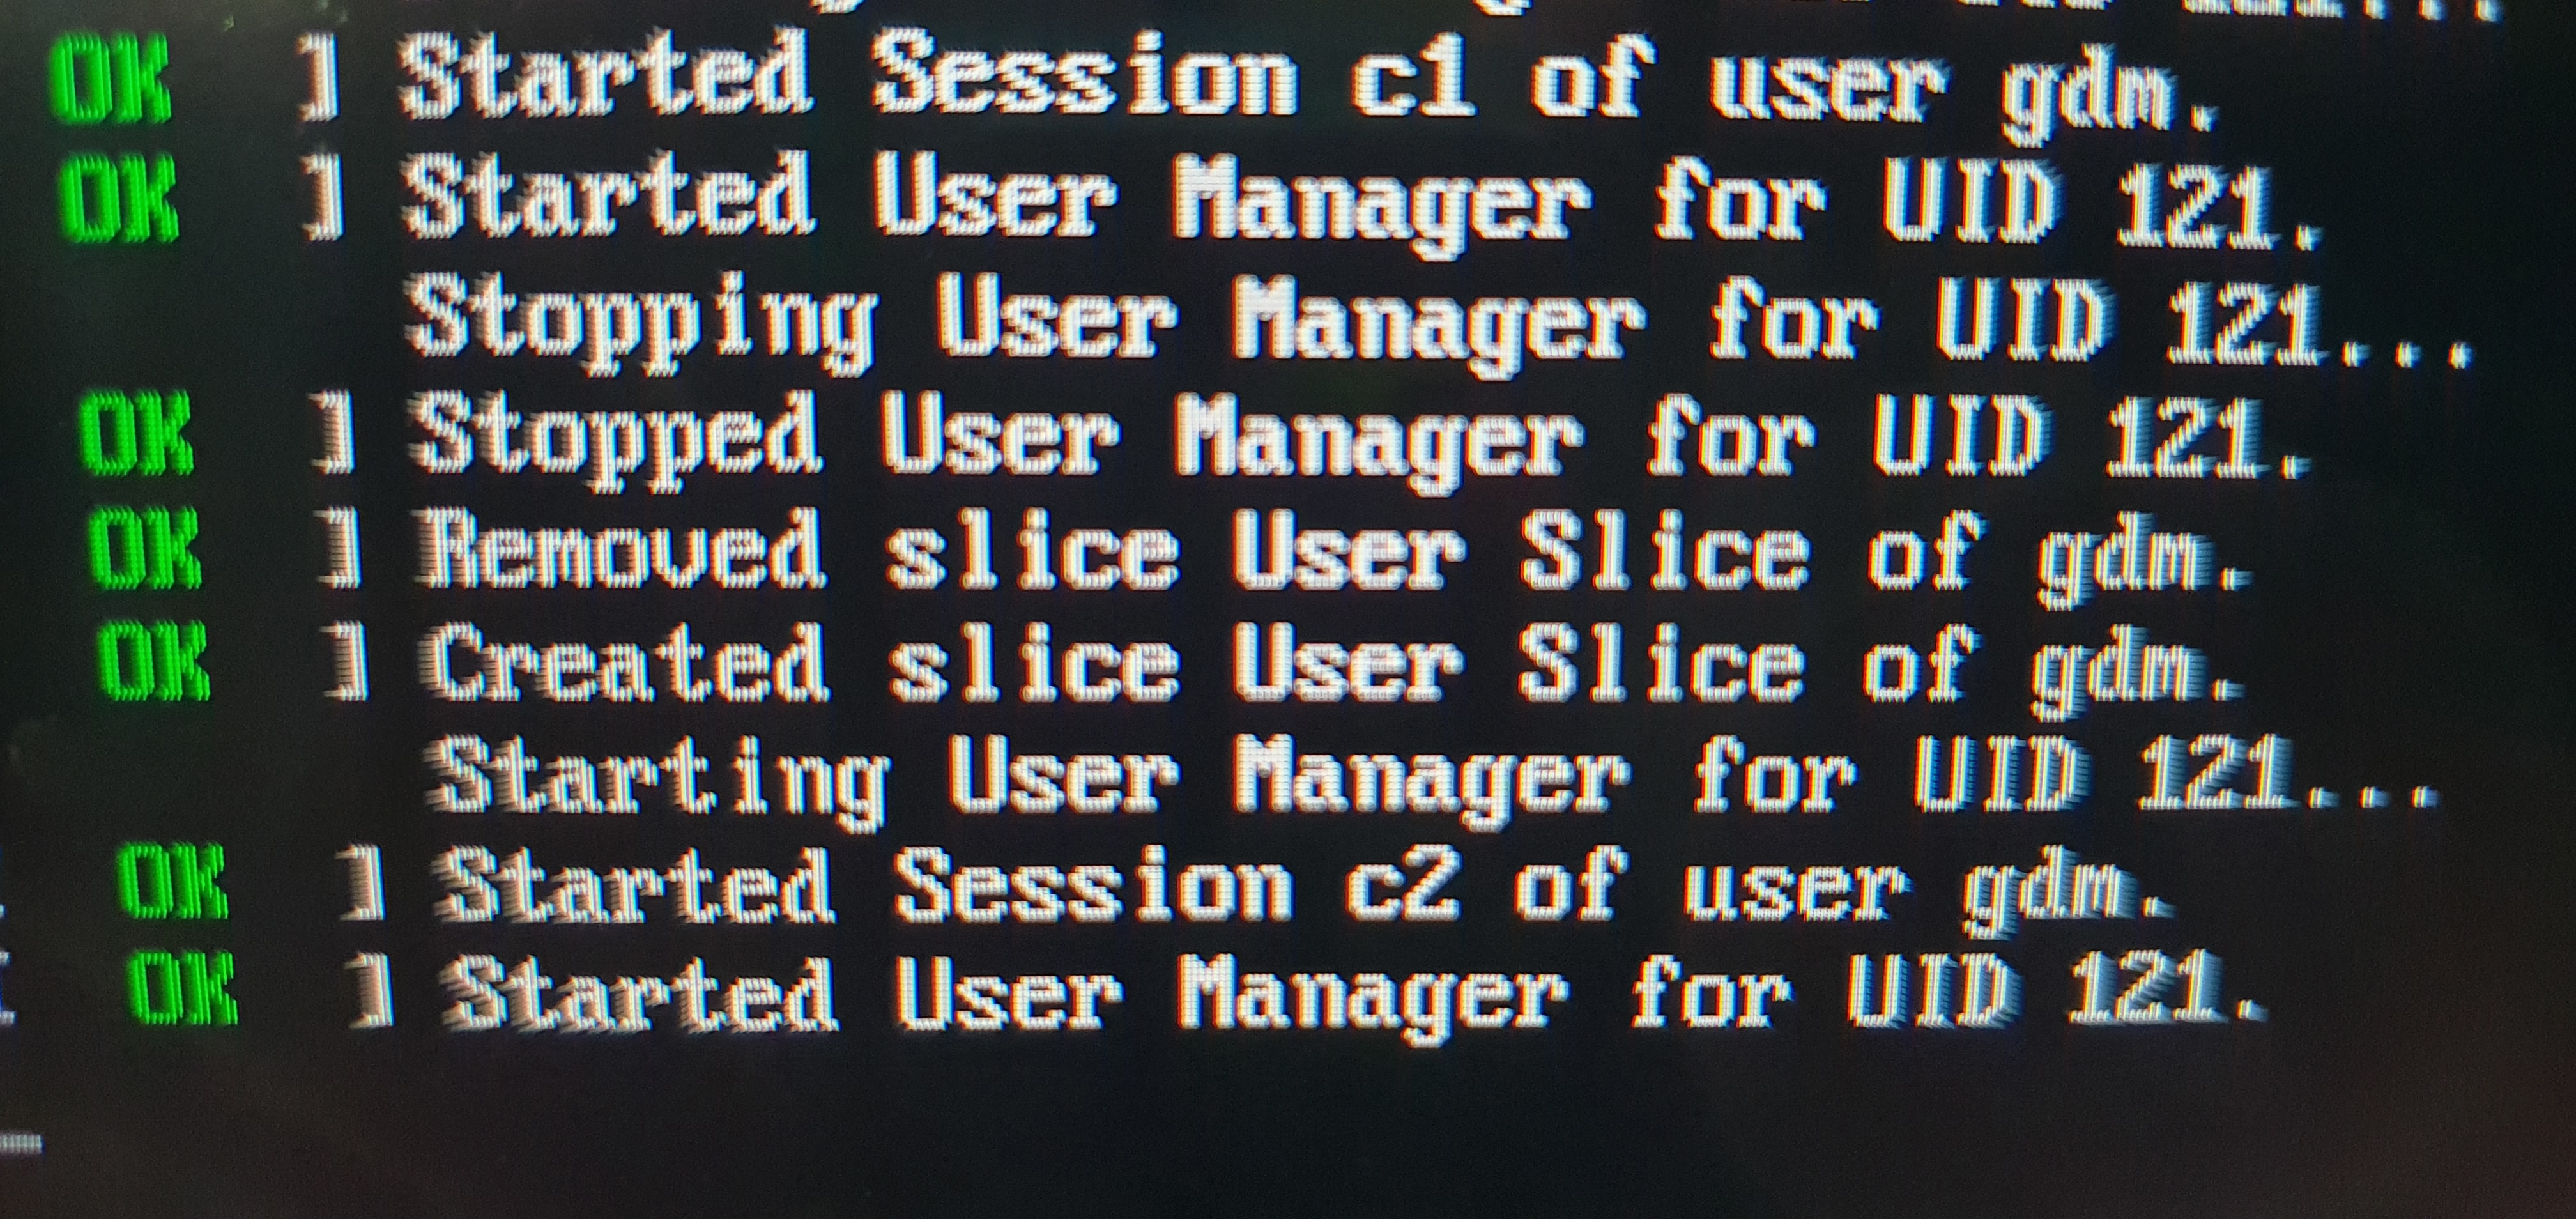 OK ] Started Session c1 of user gdm.
OK ] Started User Manager for UID 121.
Stopping User Manager for UID 121...
OK ] Stopped User Manager for UID 121.
OK ] Removed slice User Slice of gdm.
OK ] Created slice User Slice of gdm.
Starting User Manager for UID 121...
OK ] Started Session c2 of user gdm.
OK ] Started User Manager for UID 121.